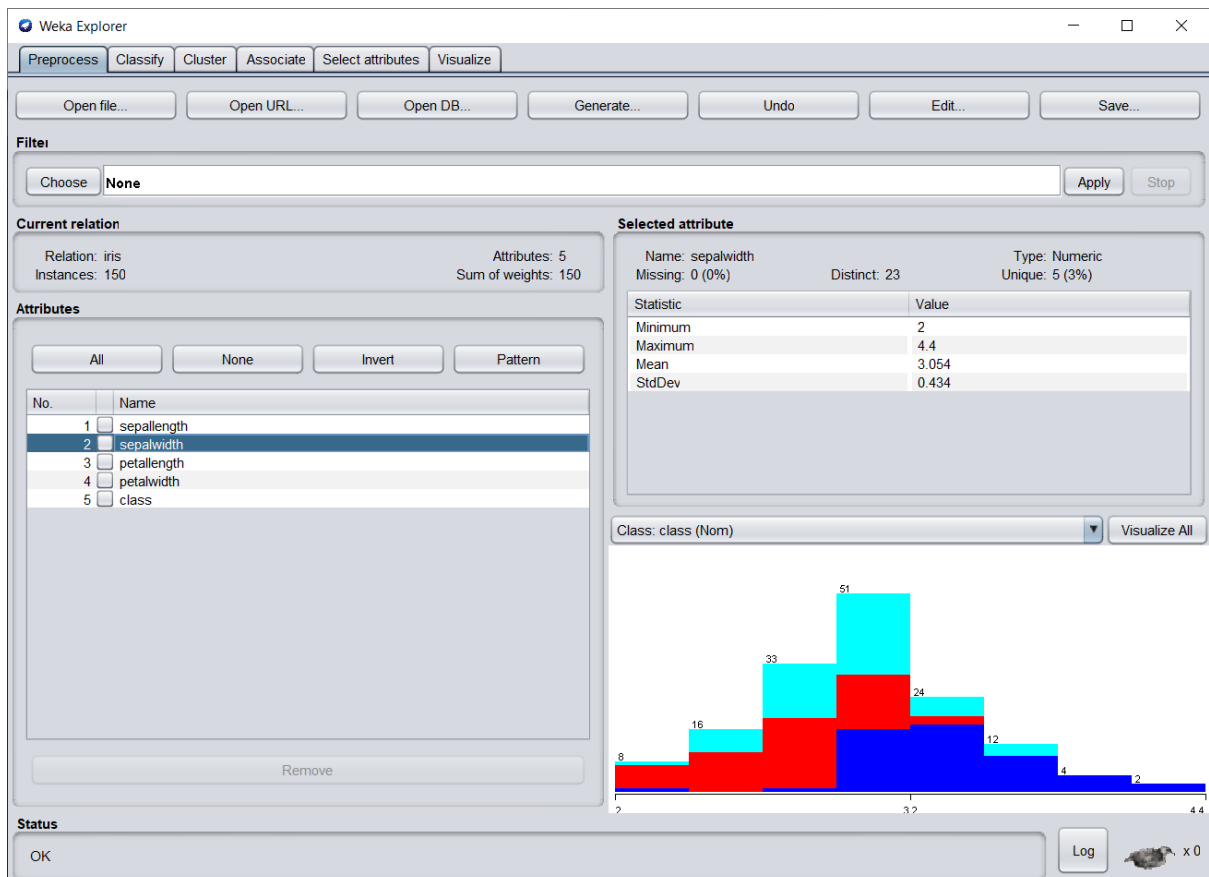 Weka Explorer
Preprocess Classify Cluster Associate Select attributes Visualize
Open file... Open URL... Open DB... Generate... Undo Edit... Save...
Filter
Choose None Apply Stop
Current relation
Relation: iris Attributes: 5
Instances: 150 Sum of weights: 150
Attributes
All None Invert Pattern
No. Name
1 sepallength
2 sepalwidth
3 petallength
4 petalwidth
5 class
Remove
Selected attribute
Name: sepalwidth Type: Numeric
Missing: 0 (0%) Distinct: 23 Unique: 5 (3%)
Statistic Value
Minimum 2
Maximum 4.4
Mean 3.054
StdDev 0.434
Class: class (Nom) Visualize All
51
33
24
16
12
8
4
2
2 3.2 4.4
Status
OK Log x 0